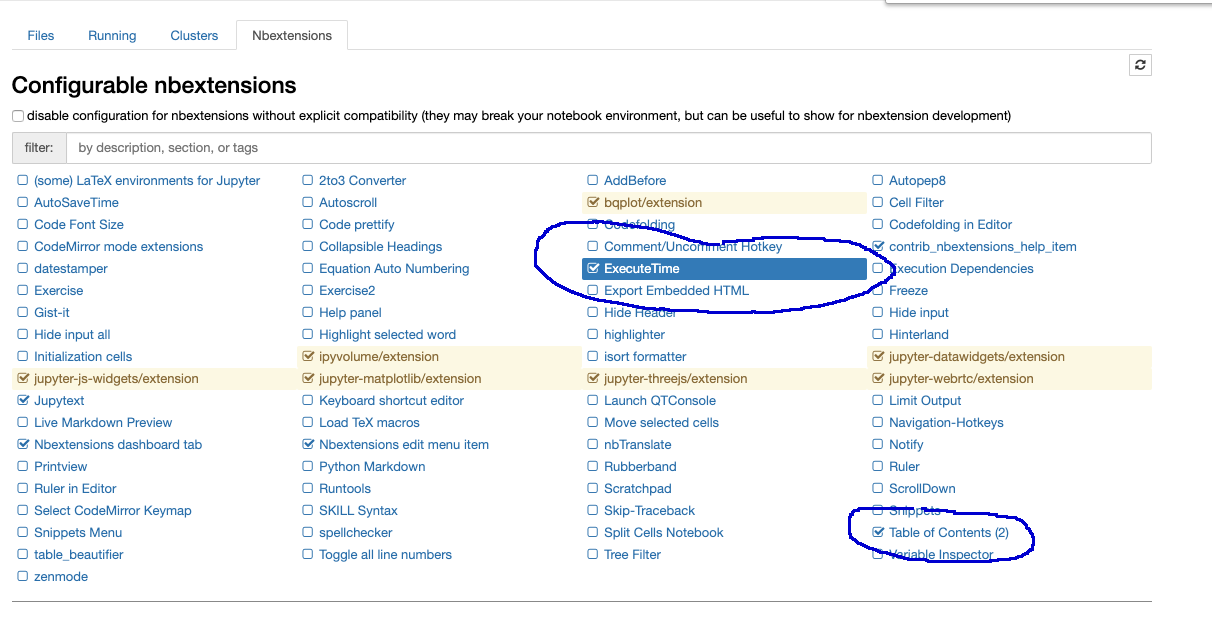 Files Running Clusters Nbextensions
Configurable nbextensions
disable configuration for nbextensions without explicit compatibility (they may break your notebook environment, but can be useful to show for nbextension development)
filter: by description, section, or tags
(some) LaTeX environments for Jupyter 2to3 Converter AddBefore Autopep8
AutoSaveTime Autoscroll bqplot/extension Cell Filter
Code Font Size Code prettify Codefolding Codefolding in Editor
CodeMirror mode extensions Collapsible Headings Comment/Uncomment Hotkey contrib_nbextensions_help_item
datestamper Equation Auto Numbering ExecuteTime Execution Dependencies
Exercise Exercise2 Export Embedded HTML Freeze
Gist-it Help panel Hide Header Hide input
Hide input all Highlight selected word highlighter Hinterland
Initialization cells ipyvolume/extension isort formatter jupyter-datawidgets/extension
jupyter-js-widgets/extension jupyter-matplotlib/extension jupyter-threejs/extension jupyter-webrtc/extension
Jupytext Keyboard shortcut editor Launch QTConsole Limit Output
Live Markdown Preview Load TeX macros Move selected cells Navigation-Hotkeys
Nbextensions dashboard tab Nbextensions edit menu item nbTranslate Notify
Printview Python Markdown Rubberband Ruler
Ruler in Editor Runtools Scratchpad ScrollDown
Select CodeMirror Keymap SKILL Syntax Skip-Traceback Snippets
Snippets Menu spellchecker Split Cells Notebook Table of Contents (2)
table_beautifier Toggle all line numbers Tree Filter Variable Inspector
zenmode